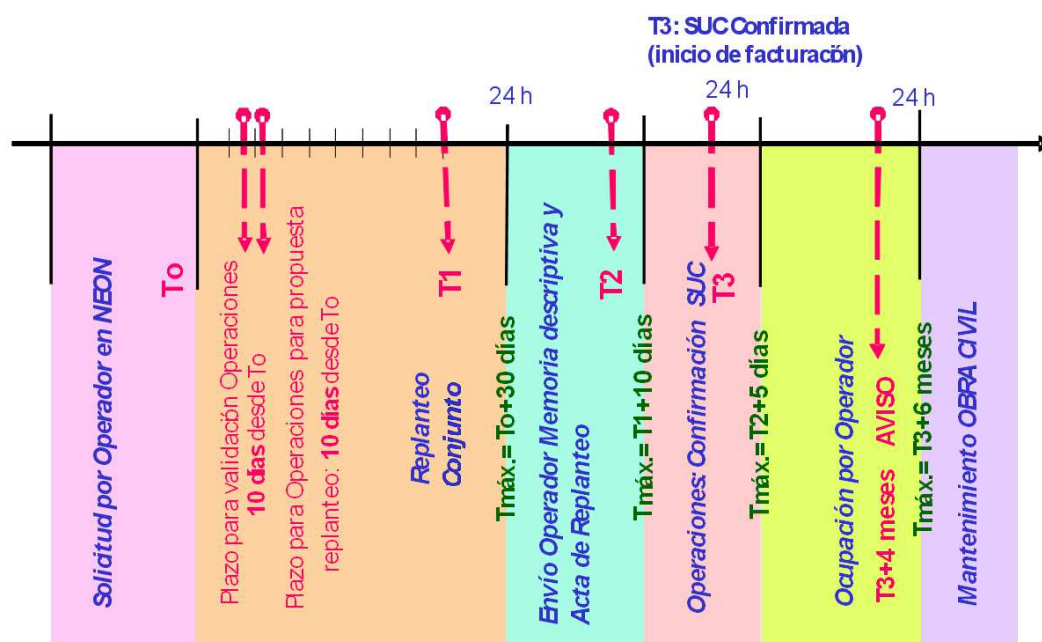 T3: SUC Confirmada
(inicio de facturación)
24 h
24 h
24 h
Solicitud por Operador en NEON
To
Plazo para validación Operaciones
10 días desde To
Plazo para Operaciones para propuesta
replanteo: 10 días desde To
Replanteo
Conjunto
T1
Tmáx.= To+30 días
Envío Operador Memoria descriptiva y
Acta de Replanteo
T2
Tmáx.= T1+10 días
Operaciones: Confirmación SUC
T3
Tmáx.= T2+5 días
Ocupación por Operador
T3+4 meses AVISO
Tmáx.= T3+6 meses
Mantenimiento OBRA CIVIL